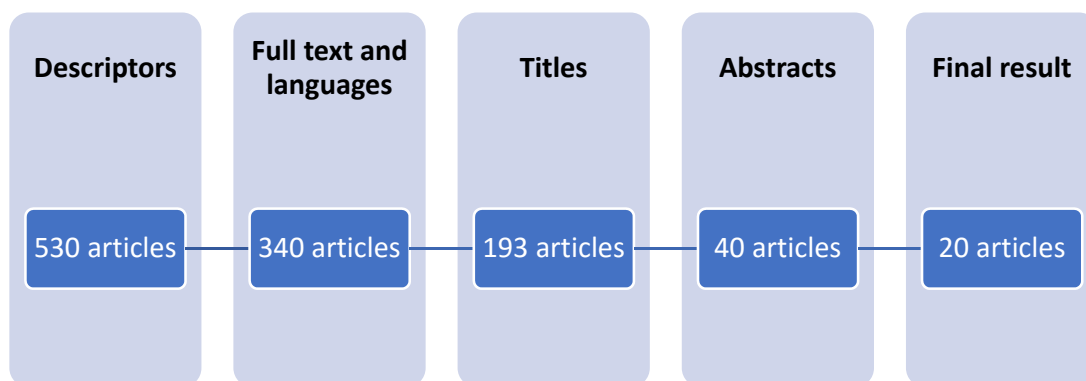 Descriptors
Full text and
languages
Titles
Abstracts
Final result
530 articles
340 articles
193 articles
40 articles
20 articles